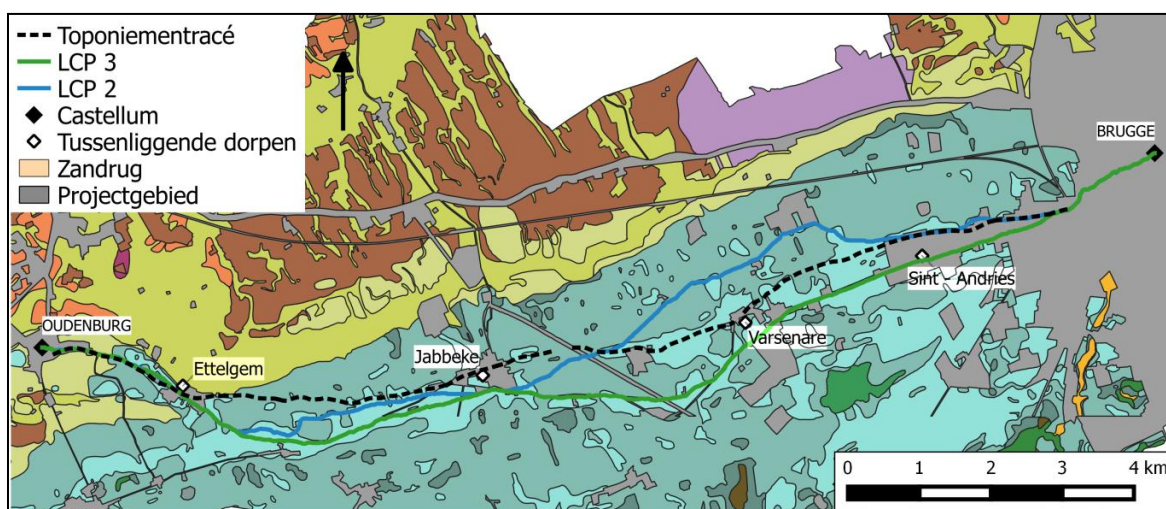 Toponiementracé
LCP 3
LCP 2
Castellum
Tussenliggende dorpen
Zandrug
Projectgebied
BRUGGE
Sint Andries
Varsenare
OUDENBURG
Jabbeke
Ettelgem
0 1 2 3 4 km